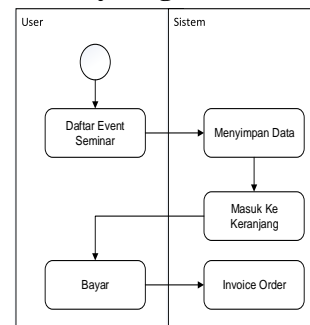 User
Sistem
Daftar Event
Seminar
Menyimpan Data
Masuk Ke
Keranjang
Bayar
Invoice Order